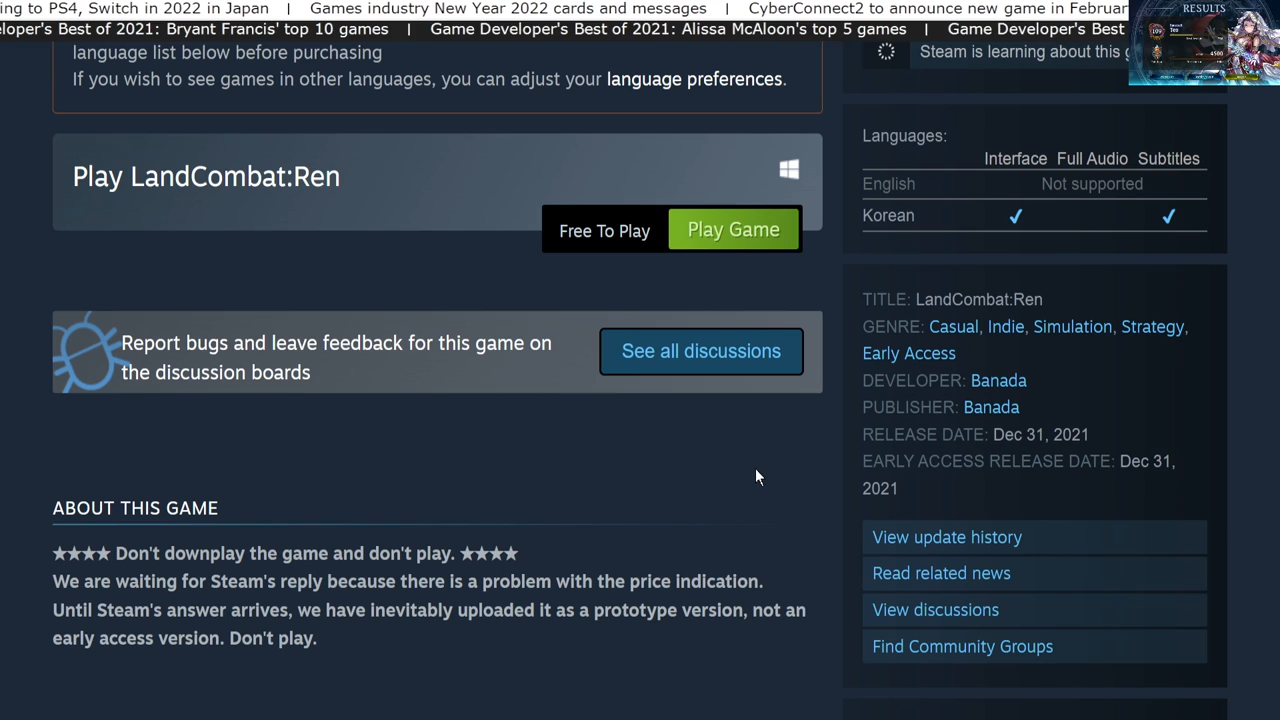 ing to PS4, Switch in 2022 in Japan | Games industry New Year 2022 cards and messages | CyberConnect2 to announce new game in Februar
eloper's Best of 2021: Bryant Francis' top 10 games | Game Developer's Best of 2021: Alissa McAloon's top 5 games | Game Developer's Best
RESULTS
109
4500
language list below before purchasing
If you wish to see games in other languages, you can adjust your language preferences.
Play LandCombat:Ren
Free To Play
Play Game
Report bugs and leave feedback for this game on
the discussion boards
See all discussions
ABOUT THIS GAME
★★★★ Don't downplay the game and don't play. ★★★★
We are waiting for Steam's reply because there is a problem with the price indication.
Until Steam's answer arrives, we have inevitably uploaded it as a prototype version, not an
early access version. Don't play.
Steam is learning about this g
Languages:
Interface Full Audio Subtitles
English Not supported
Korean ✔ ✔
TITLE: LandCombat:Ren
GENRE: Casual, Indie, Simulation, Strategy,
Early Access
DEVELOPER: Banada
PUBLISHER: Banada
RELEASE DATE: Dec 31, 2021
EARLY ACCESS RELEASE DATE: Dec 31,
2021
View update history
Read related news
View discussions
Find Community Groups